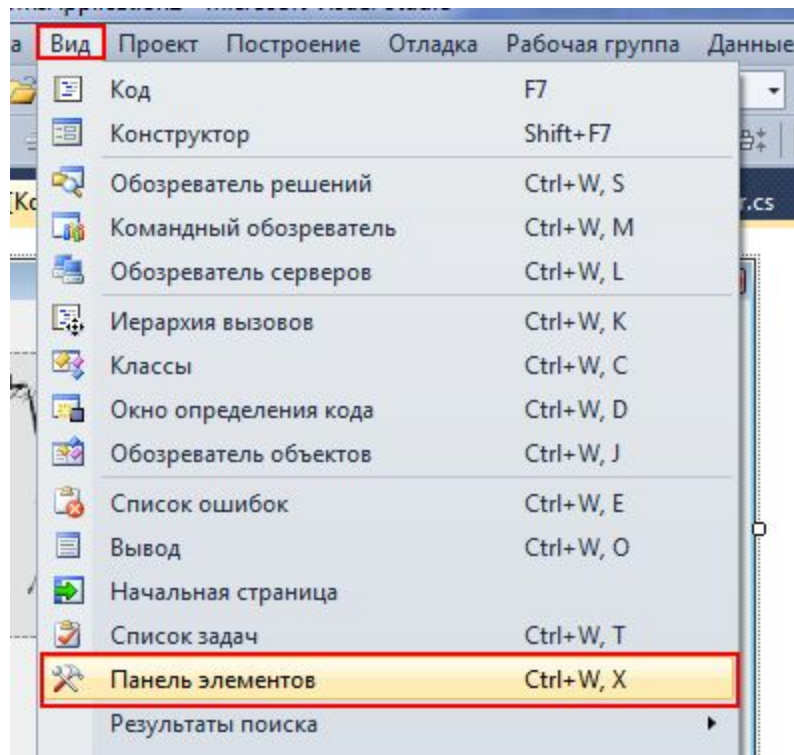 Вид Проект Построение Отладка Рабочая группа Данные
Код F7
Конструктор Shift+F7
Обозреватель решений Ctrl+W, S
r.cs
Командный обозреватель Ctrl+W, M
Обозреватель серверов Ctrl+W, L
Иерархия вызовов Ctrl+W, K
Классы Ctrl+W, C
Окно определения кода Ctrl+W, D
Обозреватель объектов Ctrl+W, J
Список ошибок Ctrl+W, E
Вывод Ctrl+W, O
Начальная страница
Список задач Ctrl+W, T
Панель элементов Ctrl+W, X
Результаты поиска